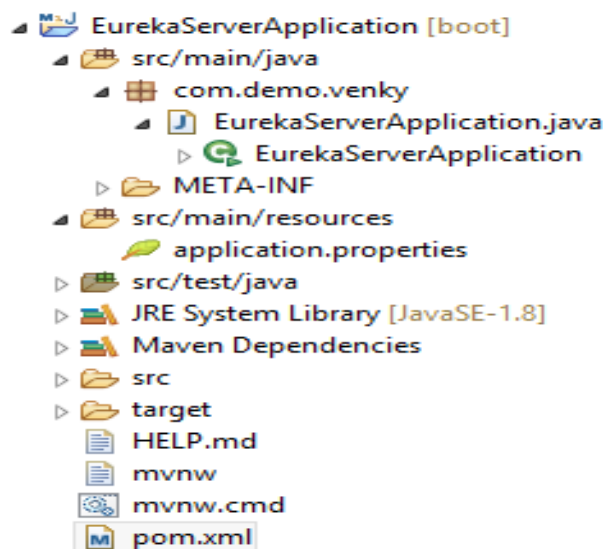 EurekaServerApplication [boot]
src/main/java
com.demo.venky
EurekaServerApplication.java
EurekaServerApplication
META-INF
src/main/resources
application.properties
src/test/java
JRE System Library [JavaSE-1.8]
Maven Dependencies
src
target
HELP.md
mvnw
mvnw.cmd
pom.xml